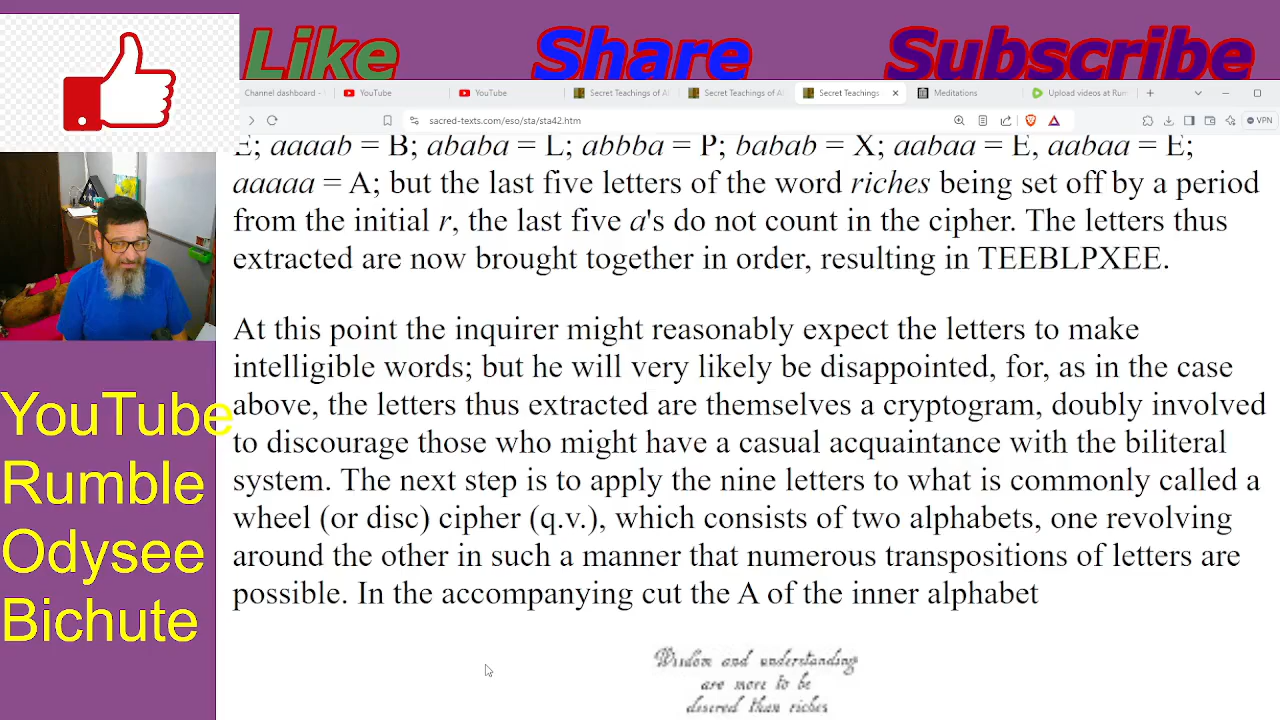 Like Share Subscribe
Channel dashboard - YouTube YouTube Secret Teachings of A Secret Teachings of A Secret Teachings Meditations Upload videos at Rum
sacred-texts.com/eso/sta/sta42.htm VPN
E; aaaab = B; ababa = L; abbba = P; babab = X; aabaa = E, aabaa = E;
aaaaa = A; but the last five letters of the word riches being set off by a period
from the initial r, the last five a's do not count in the cipher. The letters thus
extracted are now brought together in order, resulting in TEEBLPXEE.
At this point the inquirer might reasonably expect the letters to make
intelligible words; but he will very likely be disappointed, for, as in the case
above, the letters thus extracted are themselves a cryptogram, doubly involved
to discourage those who might have a casual acquaintance with the biliteral
system. The next step is to apply the nine letters to what is commonly called a
wheel (or disc) cipher (q.v.), which consists of two alphabets, one revolving
around the other in such a manner that numerous transpositions of letters are
possible. In the accompanying cut the A of the inner alphabet
Wisdom and understanding
are more to be
desired than riches
YouTube
Rumble
Odysee
Bichute